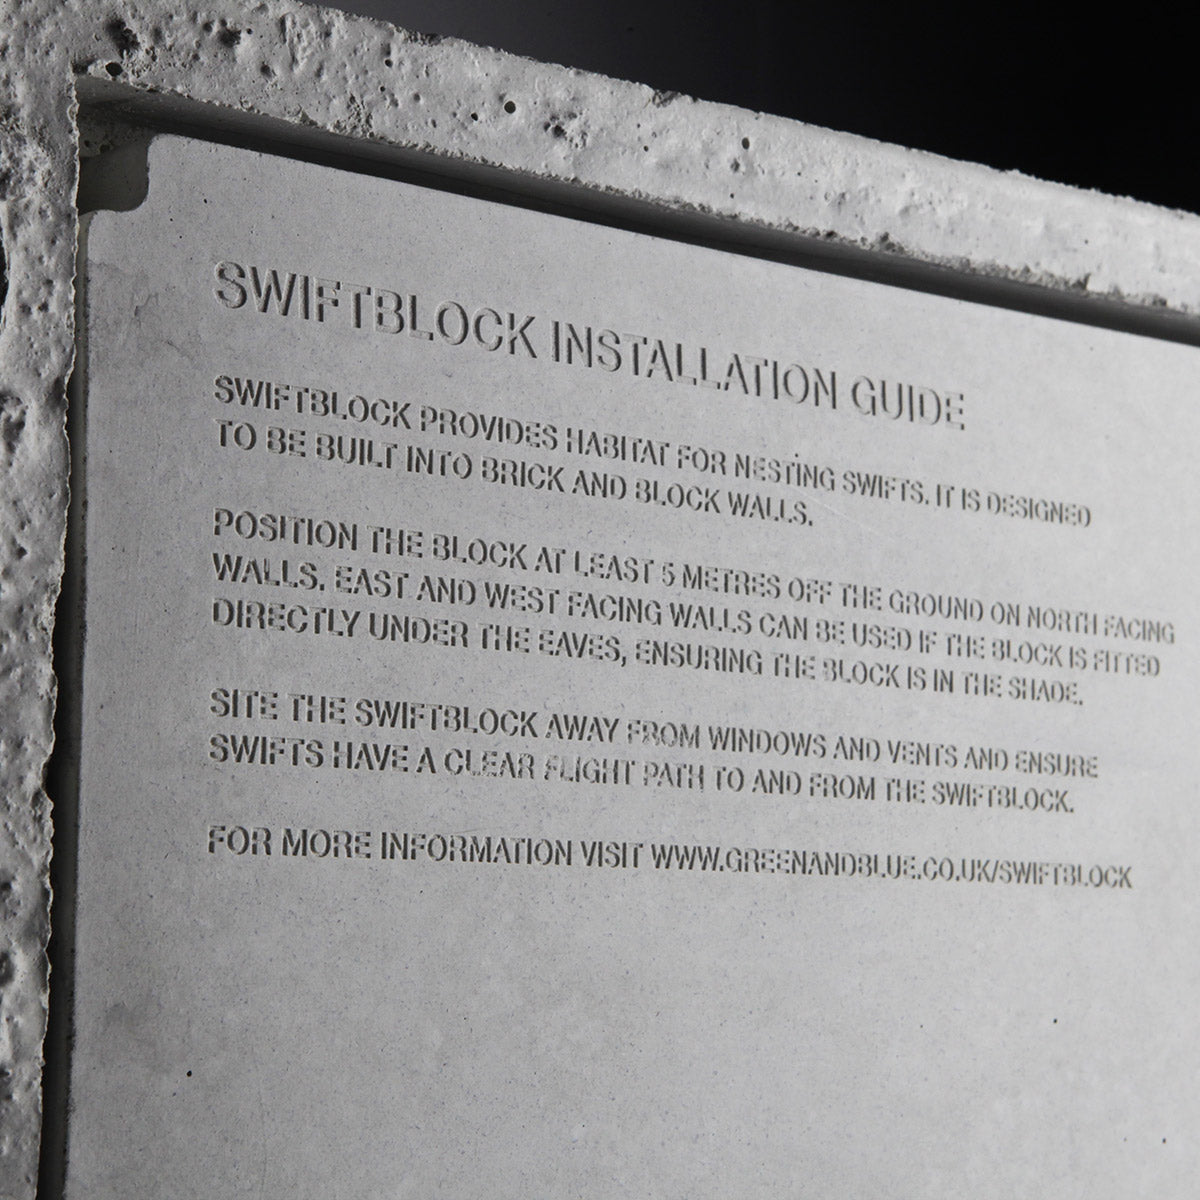 SWIFTBLOCK INSTALLATION GUIDE
SWIFTBLOCK PROVIDES HABITAT FOR NESTING SWIFTS. IT IS DESIGNED
TO BE BUILT INTO BRICK AND BLOCK WALLS.
POSITION THE BLOCK AT LEAST 5 METRES OFF THE GROUND ON NORTH FACING
WALLS. EAST AND WEST FACING WALLS CAN BE USED IF THE BLOCK IS FITTED
DIRECTLY UNDER THE EAVES, ENSURING THE BLOCK IS IN THE SHADE.
SITE THE SWIFTBLOCK AWAY FROM WINDOWS AND VENTS AND ENSURE
SWIFTS HAVE A CLEAR FLIGHT PATH TO AND FROM THE SWIFTBLOCK.
FOR MORE INFORMATION VISIT WWW.GREENANDBLUE.CO.UK/SWIFTBLOCK